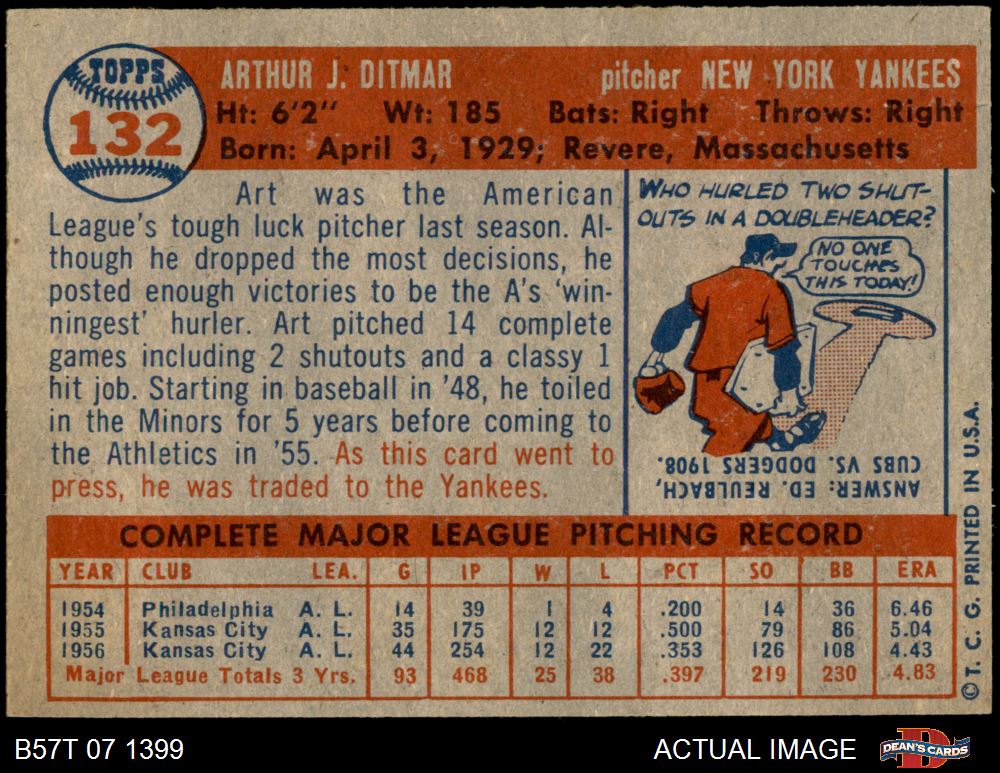 TOPPS
132
ARTHUR J. DITMAR pitcher NEW YORK YANKEES
Ht: 6'2" Wt: 185 Bats: Right Throws: Right
Born: April 3, 1929; Revere, Massachusetts
Art was the American
League's tough luck pitcher last season. Al-
though he dropped the most decisions, he
posted enough victories to be the A's 'win-
ningest' hurler. Art pitched 14 complete
games including 2 shutouts and a classy 1
hit job. Starting in baseball in '48, he toiled
in the Minors for 5 years before coming to
the Athletics in '55. As this card went to
press, he was traded to the Yankees.
WHO HURLED TWO SHUT-
OUTS IN A DOUBLEHEADER?
NO ONE
TOUCHES
THIS TODAY!
ANSWER: ED. REULBACH,
CUBS VS. DODGERS 1908.
COMPLETE MAJOR LEAGUE PITCHING RECORD
YEAR CLUB LEA. G IP W L PCT SO BB ERA
1954 Philadelphia A. L. 14 39 1 4 .200 14 36 6.46
1955 Kansas City A. L. 35 175 12 12 .500 79 86 5.04
1956 Kansas City A. L. 44 254 12 22 .353 126 108 4.43
Major League Totals 3 Yrs. 93 468 25 38 .397 219 230 4.83
© T. C. G. PRINTED IN U.S.A.
B57T 07 1399 ACTUAL IMAGE
DEAN'S CARDS